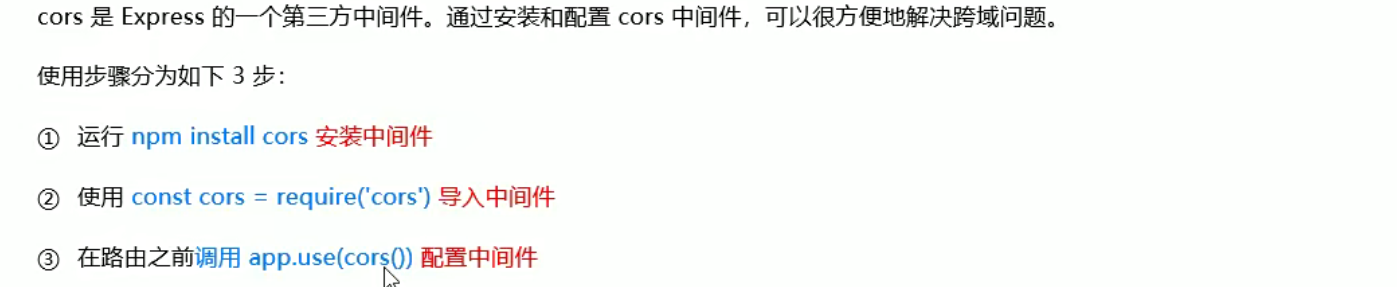 cors 是 Express 的一个第三方中间件。通过安装和配置 cors 中间件，可以很方便地解决跨域问题。
使用步骤分为如下 3 步：
① 运行 npm install cors 安装中间件
② 使用 const cors = require('cors') 导入中间件
③ 在路由之前调用 app.use(cors()) 配置中间件